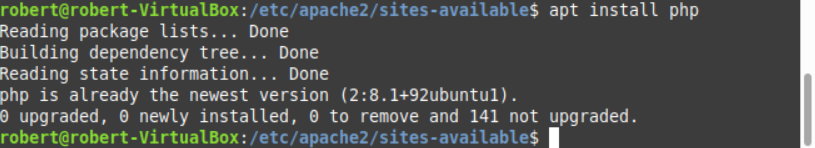 robert@robert-VirtualBox:/etc/apache2/sites-available$ apt install php
Reading package lists... Done
Building dependency tree... Done
Reading state information... Done
php is already the newest version (2:8.1+92ubuntu1).
0 upgraded, 0 newly installed, 0 to remove and 141 not upgraded.
robert@robert-VirtualBox:/etc/apache2/sites-available$